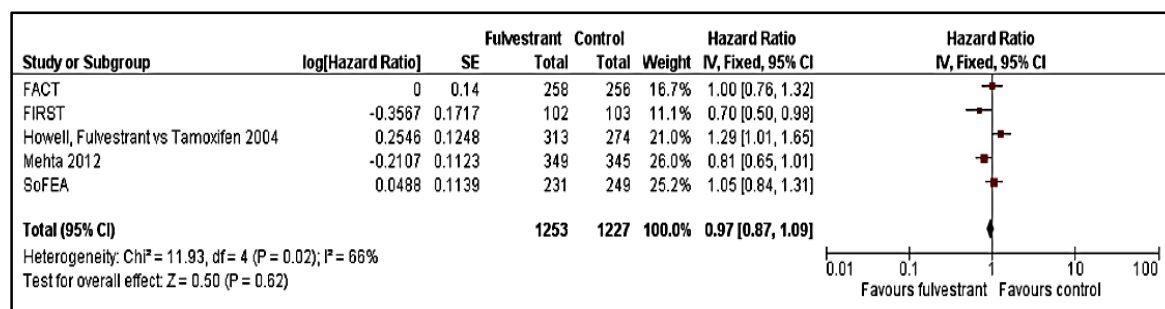 Fulvestrant Control Hazard Ratio Hazard Ratio
Study or Subgroup log[Hazard Ratio] SE Total Total Weight IV, Fixed, 95% CI IV, Fixed, 95% CI
FACT 0 0.14 258 256 16.7% 1.00 [0.76, 1.32]
FIRST -0.3567 0.1717 102 103 11.1% 0.70 [0.50, 0.98]
Howell, Fulvestrant vs Tamoxifen 2004 0.2546 0.1248 313 274 21.0% 1.29 [1.01, 1.65]
Mehta 2012 -0.2107 0.1123 349 345 26.0% 0.81 [0.65, 1.01]
SoFEA 0.0488 0.1139 231 249 25.2% 1.05 [0.84, 1.31]
Total (95% CI) 1253 1227 100.0% 0.97 [0.87, 1.09]
Heterogeneity: Chi² = 11.93, df = 4 (P = 0.02); I² = 66%
Test for overall effect: Z = 0.50 (P = 0.62)
0.01 0.1 1 10 100
Favours fulvestrant Favours control